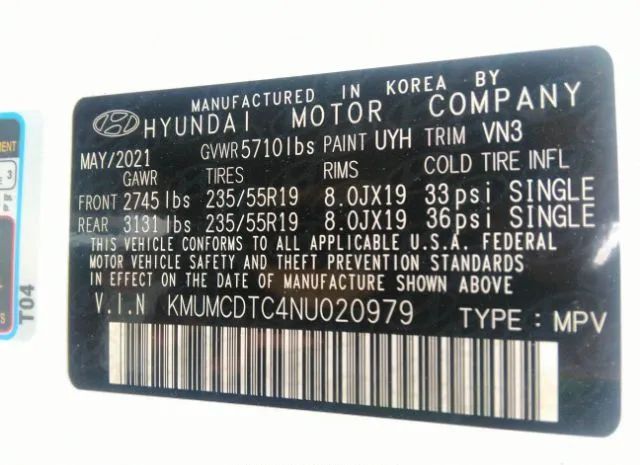 MANUFACTURED IN KOREA BY
HYUNDAI MOTOR COMPANY
MAY/2021 GVWR 5710lbs PAINT UYH TRIM VN3
GAWR TIRES RIMS COLD TIRE INFL
FRONT 2745 lbs 235/55R19 8.0JX19 33psi SINGLE
REAR 3131 lbs 235/55R19 8.0JX19 36psi SINGLE
THIS VEHICLE CONFORMS TO ALL APPLICABLE U.S.A. FEDERAL
MOTOR VEHICLE SAFETY AND THEFT PREVENTION STANDARDS
IN EFFECT ON THE DATE OF MANUFACTURE SHOWN ABOVE
V.I.N KMUMCDTC4NU020979 TYPE : MPV
T04
3